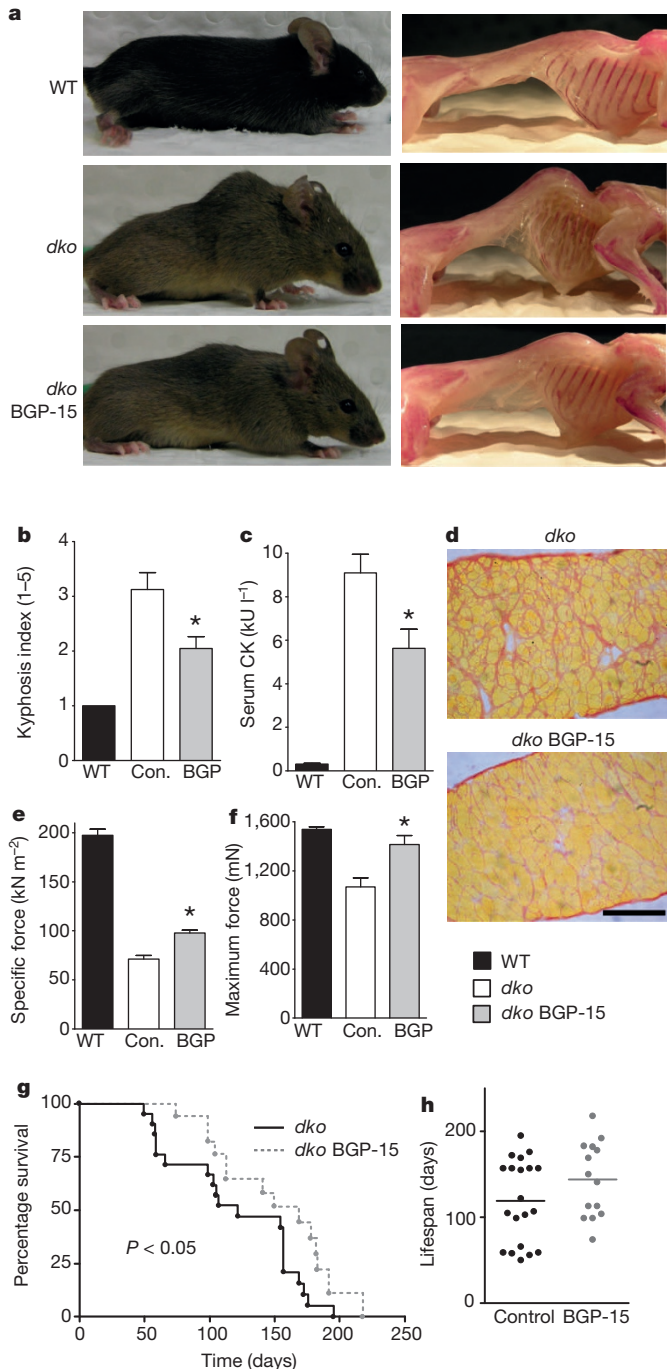 a
WT
dko
dko
BGP-15
b
Kyphosis index (1–5)
4
3
2
1
0
WT
Con.
BGP
*
c
Serum CK (kU l⁻¹)
10
8
6
4
2
0
WT
Con.
BGP
*
d
dko
dko BGP-15
e
Specific force (kN m⁻²)
200
150
100
50
0
WT
Con.
BGP
*
f
Maximum force (mN)
1,600
1,200
800
400
0
WT
Con.
BGP
*
WT
dko
dko BGP-15
g
Percentage survival
100
75
50
25
0
dko
dko BGP-15
P < 0.05
0
50
100
150
200
250
Time (days)
h
Lifespan (days)
200
100
0
Control
BGP-15